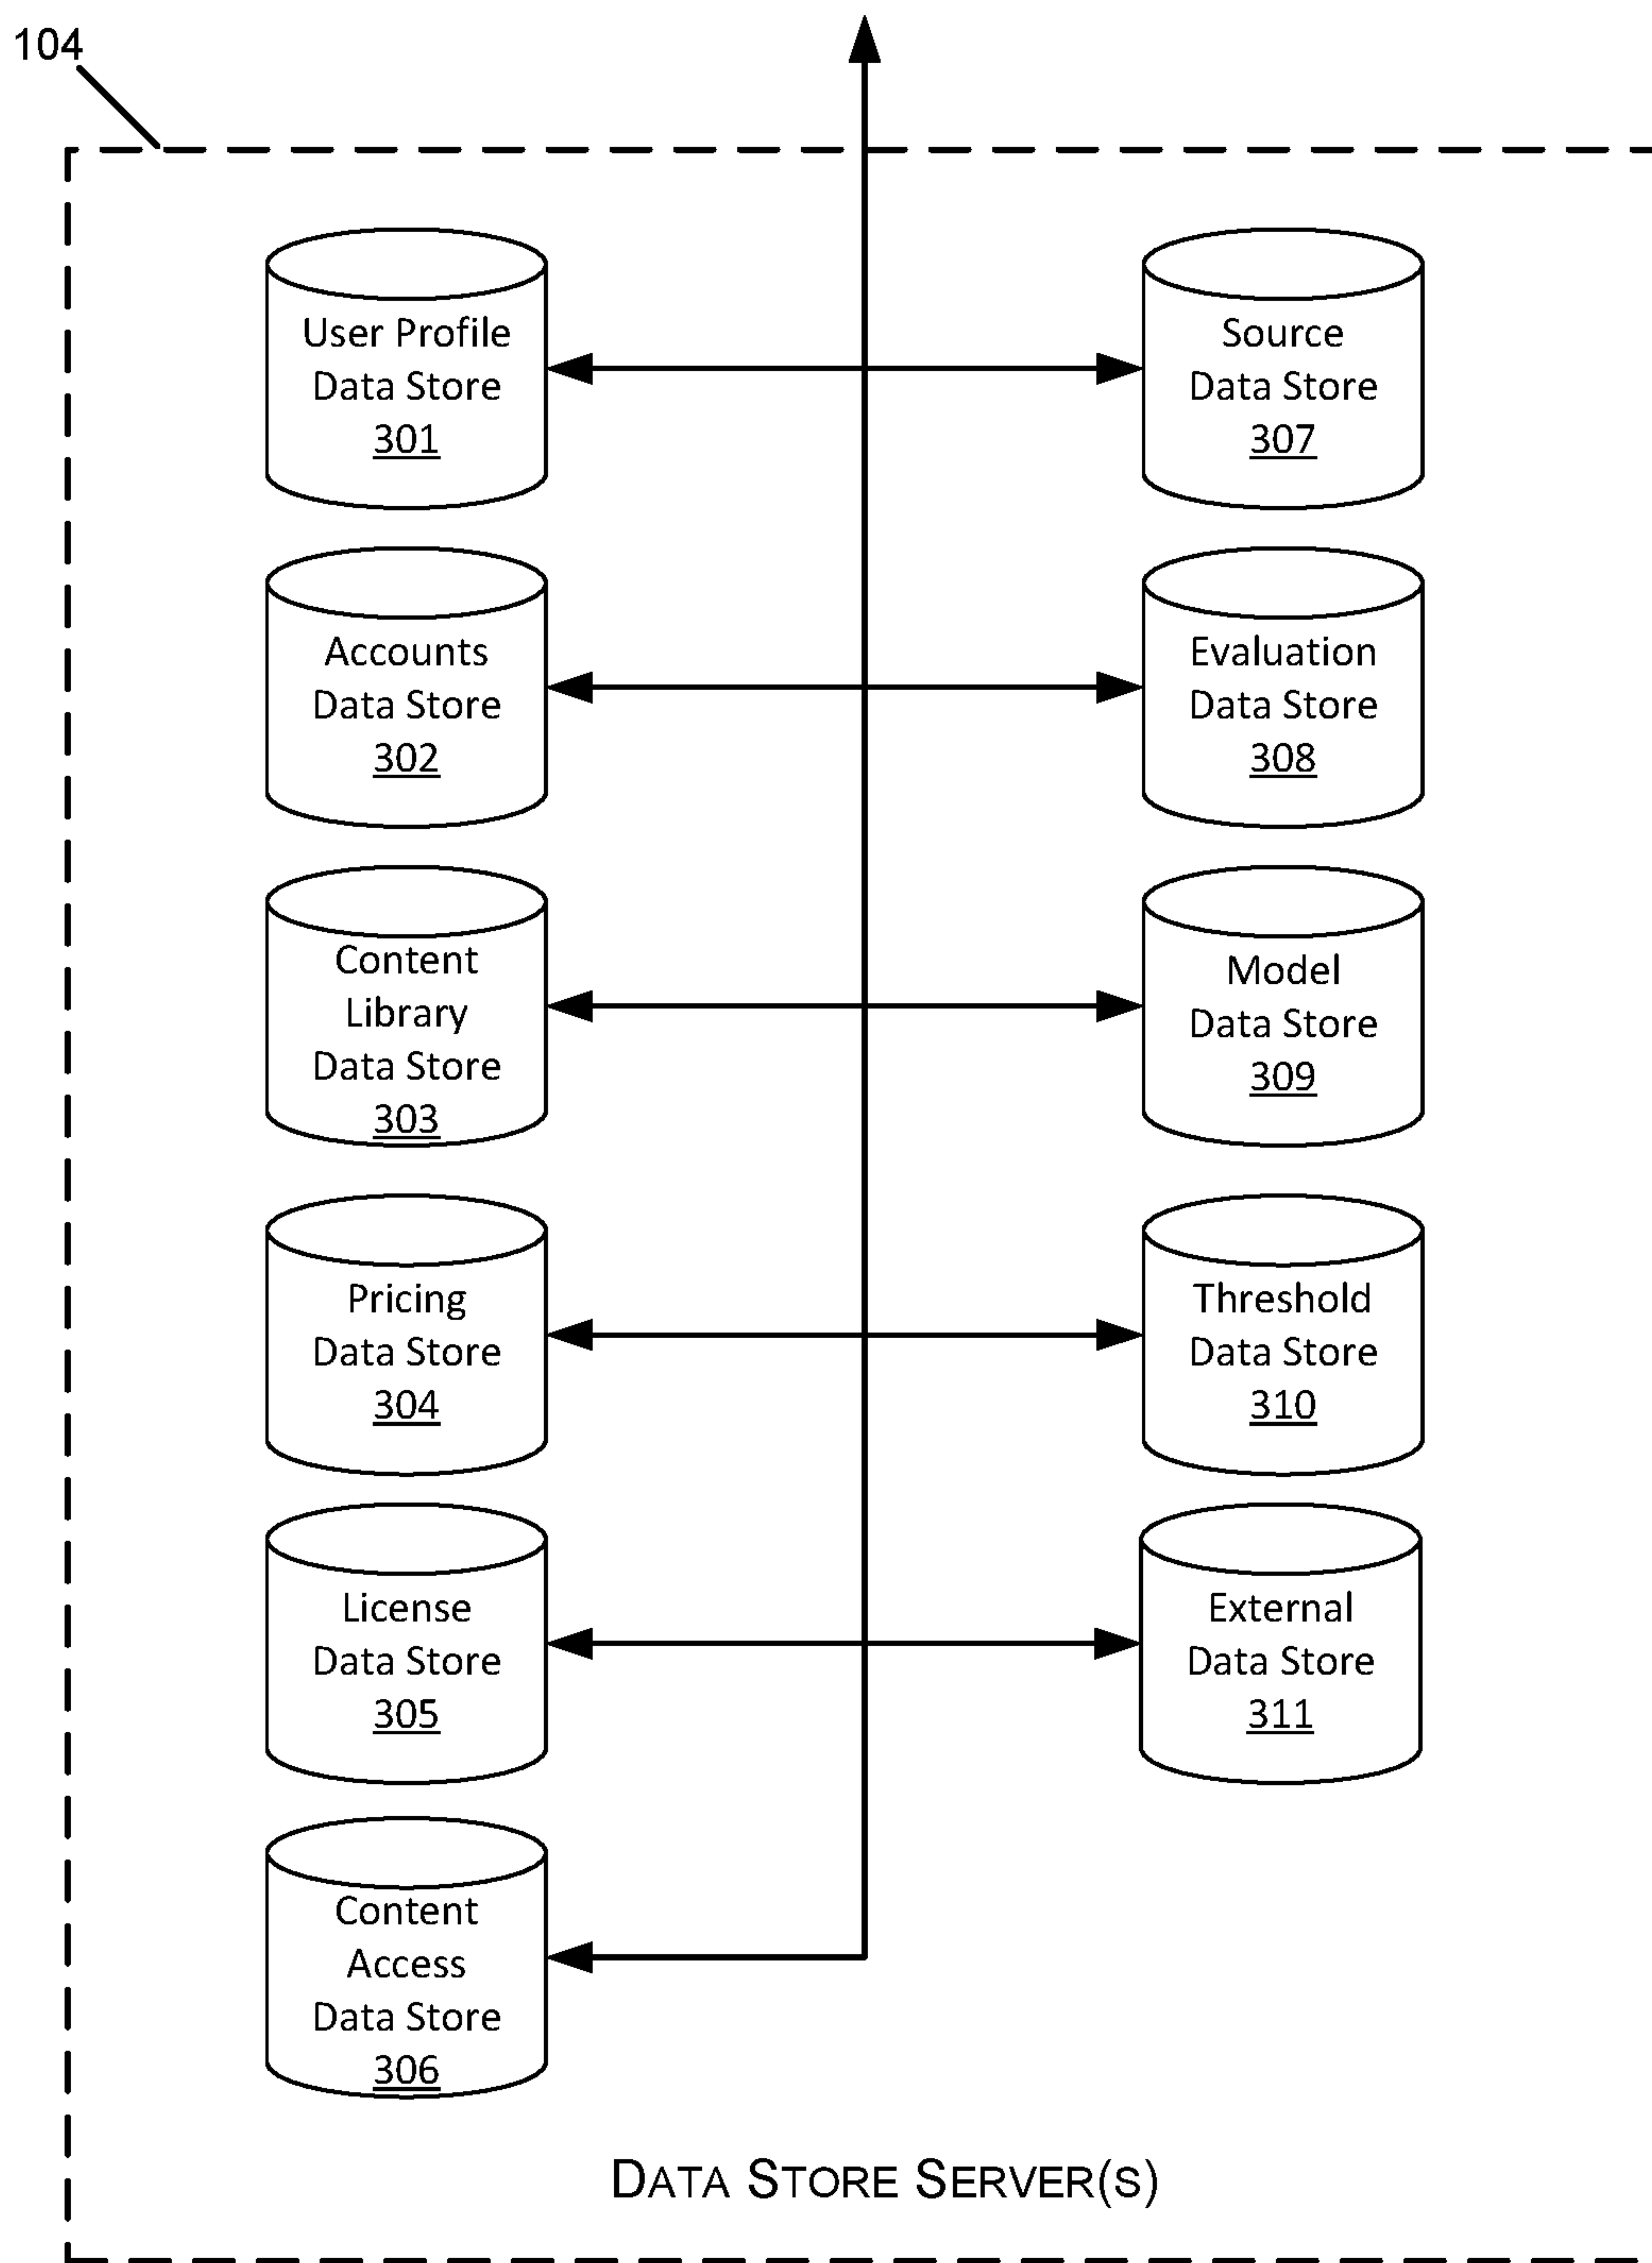 104
User Profile
Data Store
301
Source
Data Store
307
Accounts
Data Store
302
Evaluation
Data Store
308
Content
Library
Data Store
303
Model
Data Store
309
Pricing
Data Store
304
Threshold
Data Store
310
License
Data Store
305
External
Data Store
311
Content
Access
Data Store
306
DATA STORE SERVER(S)